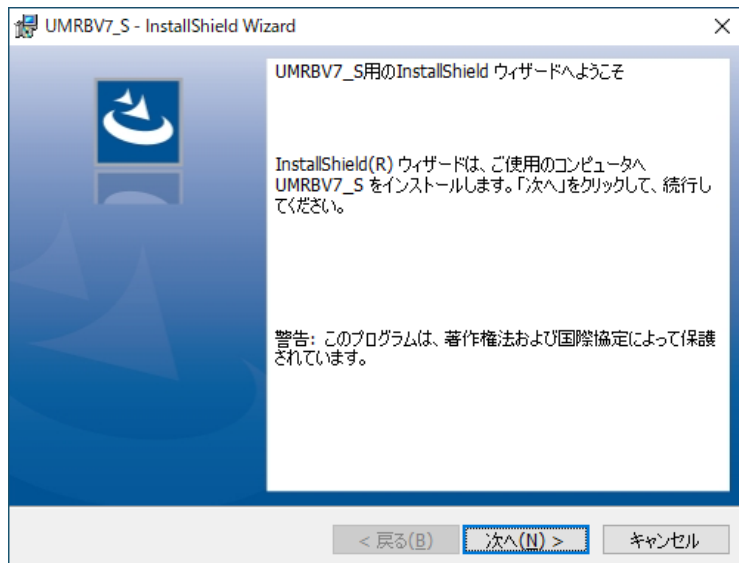 UMRBV7_S - InstallShield Wizard
UMRBV7_S用のInstallShield ウィザードへようこそ
InstallShield(R) ウィザードは、ご使用のコンピュータへ
UMRBV7_S をインストールします。「次へ」をクリックして、続行し
てください。
警告: このプログラムは、著作権法および国際協定によって保護
されています。
< 戻る(B)
次へ(N) >
キャンセル